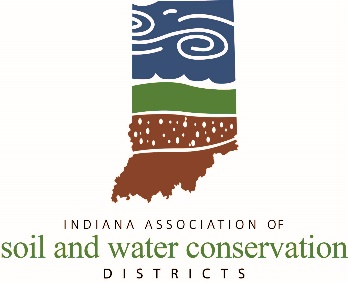 INDIANA ASSOCIATION OF
soil and water conservation
DISTRICTS